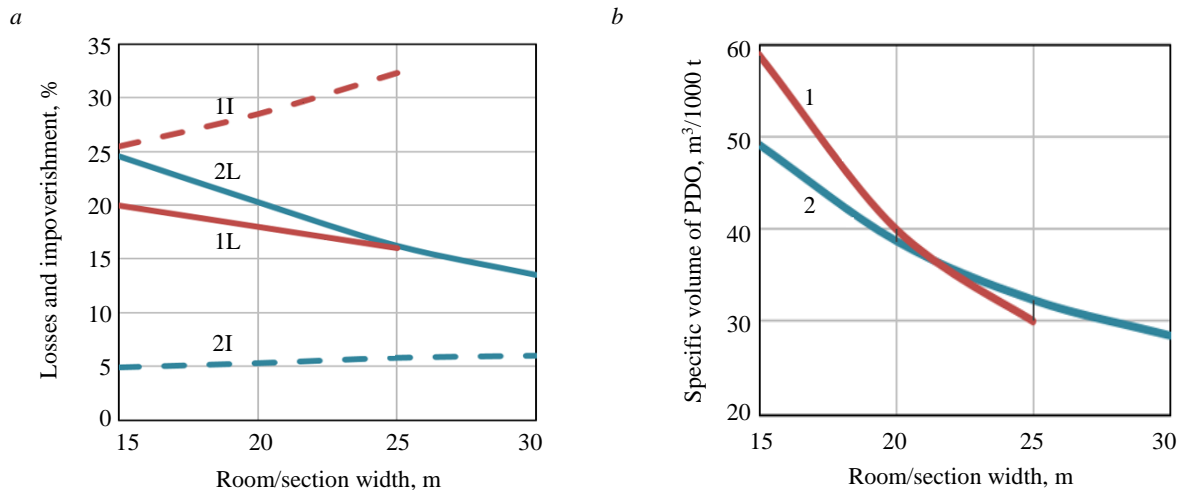 a
Losses and impoverishment, %
35
30
25
20
15
10
5
0
1I
2L
1L
2I
15 20 25 30
Room/section width, m
b
Specific volume of PDO, m³/1000 t
60
50
40
30
20
1
2
15 20 25 30
Room/section width, m